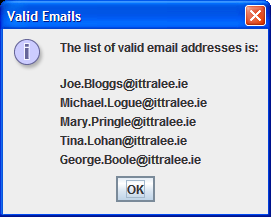 Valid Emails
The list of valid email addresses is:
Joe.Bloggs@ittralee.ie
Michael.Logue@ittralee.ie
Mary.Pringle@ittralee.ie
Tina.Lohan@ittralee.ie
George.Boole@ittralee.ie
OK